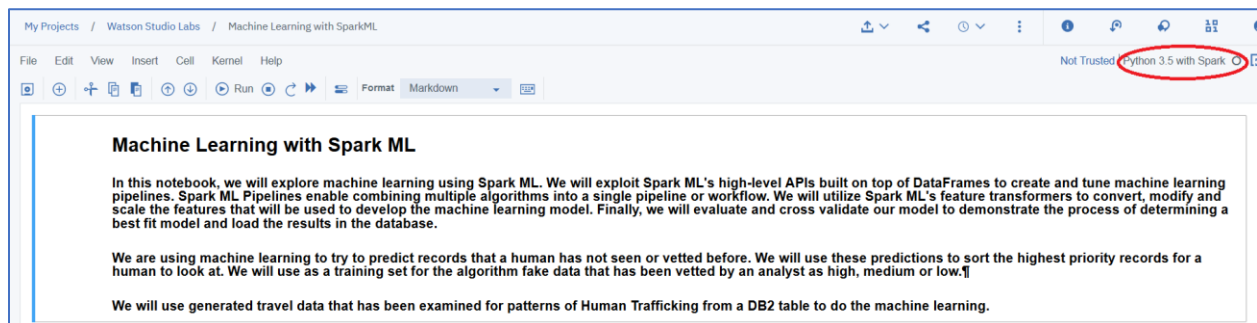 My Projects / Watson Studio Labs / Machine Learning with SparkML
File Edit View Insert Cell Kernel Help
Not Trusted | Python 3.5 with Spark
Run Format Markdown
Machine Learning with Spark ML
In this notebook, we will explore machine learning using Spark ML. We will exploit Spark ML's high-level APIs built on top of DataFrames to create and tune machine learning
pipelines. Spark ML Pipelines enable combining multiple algorithms into a single pipeline or workflow. We will utilize Spark ML's feature transformers to convert, modify and
scale the features that will be used to develop the machine learning model. Finally, we will evaluate and cross validate our model to demonstrate the process of determining a
best fit model and load the results in the database.
We are using machine learning to try to predict records that a human has not seen or vetted before. We will use these predictions to sort the highest priority records for a
human to look at. We will use as a training set for the algorithm fake data that has been vetted by an analyst as high, medium or low.¶
We will use generated travel data that has been examined for patterns of Human Trafficking from a DB2 table to do the machine learning.